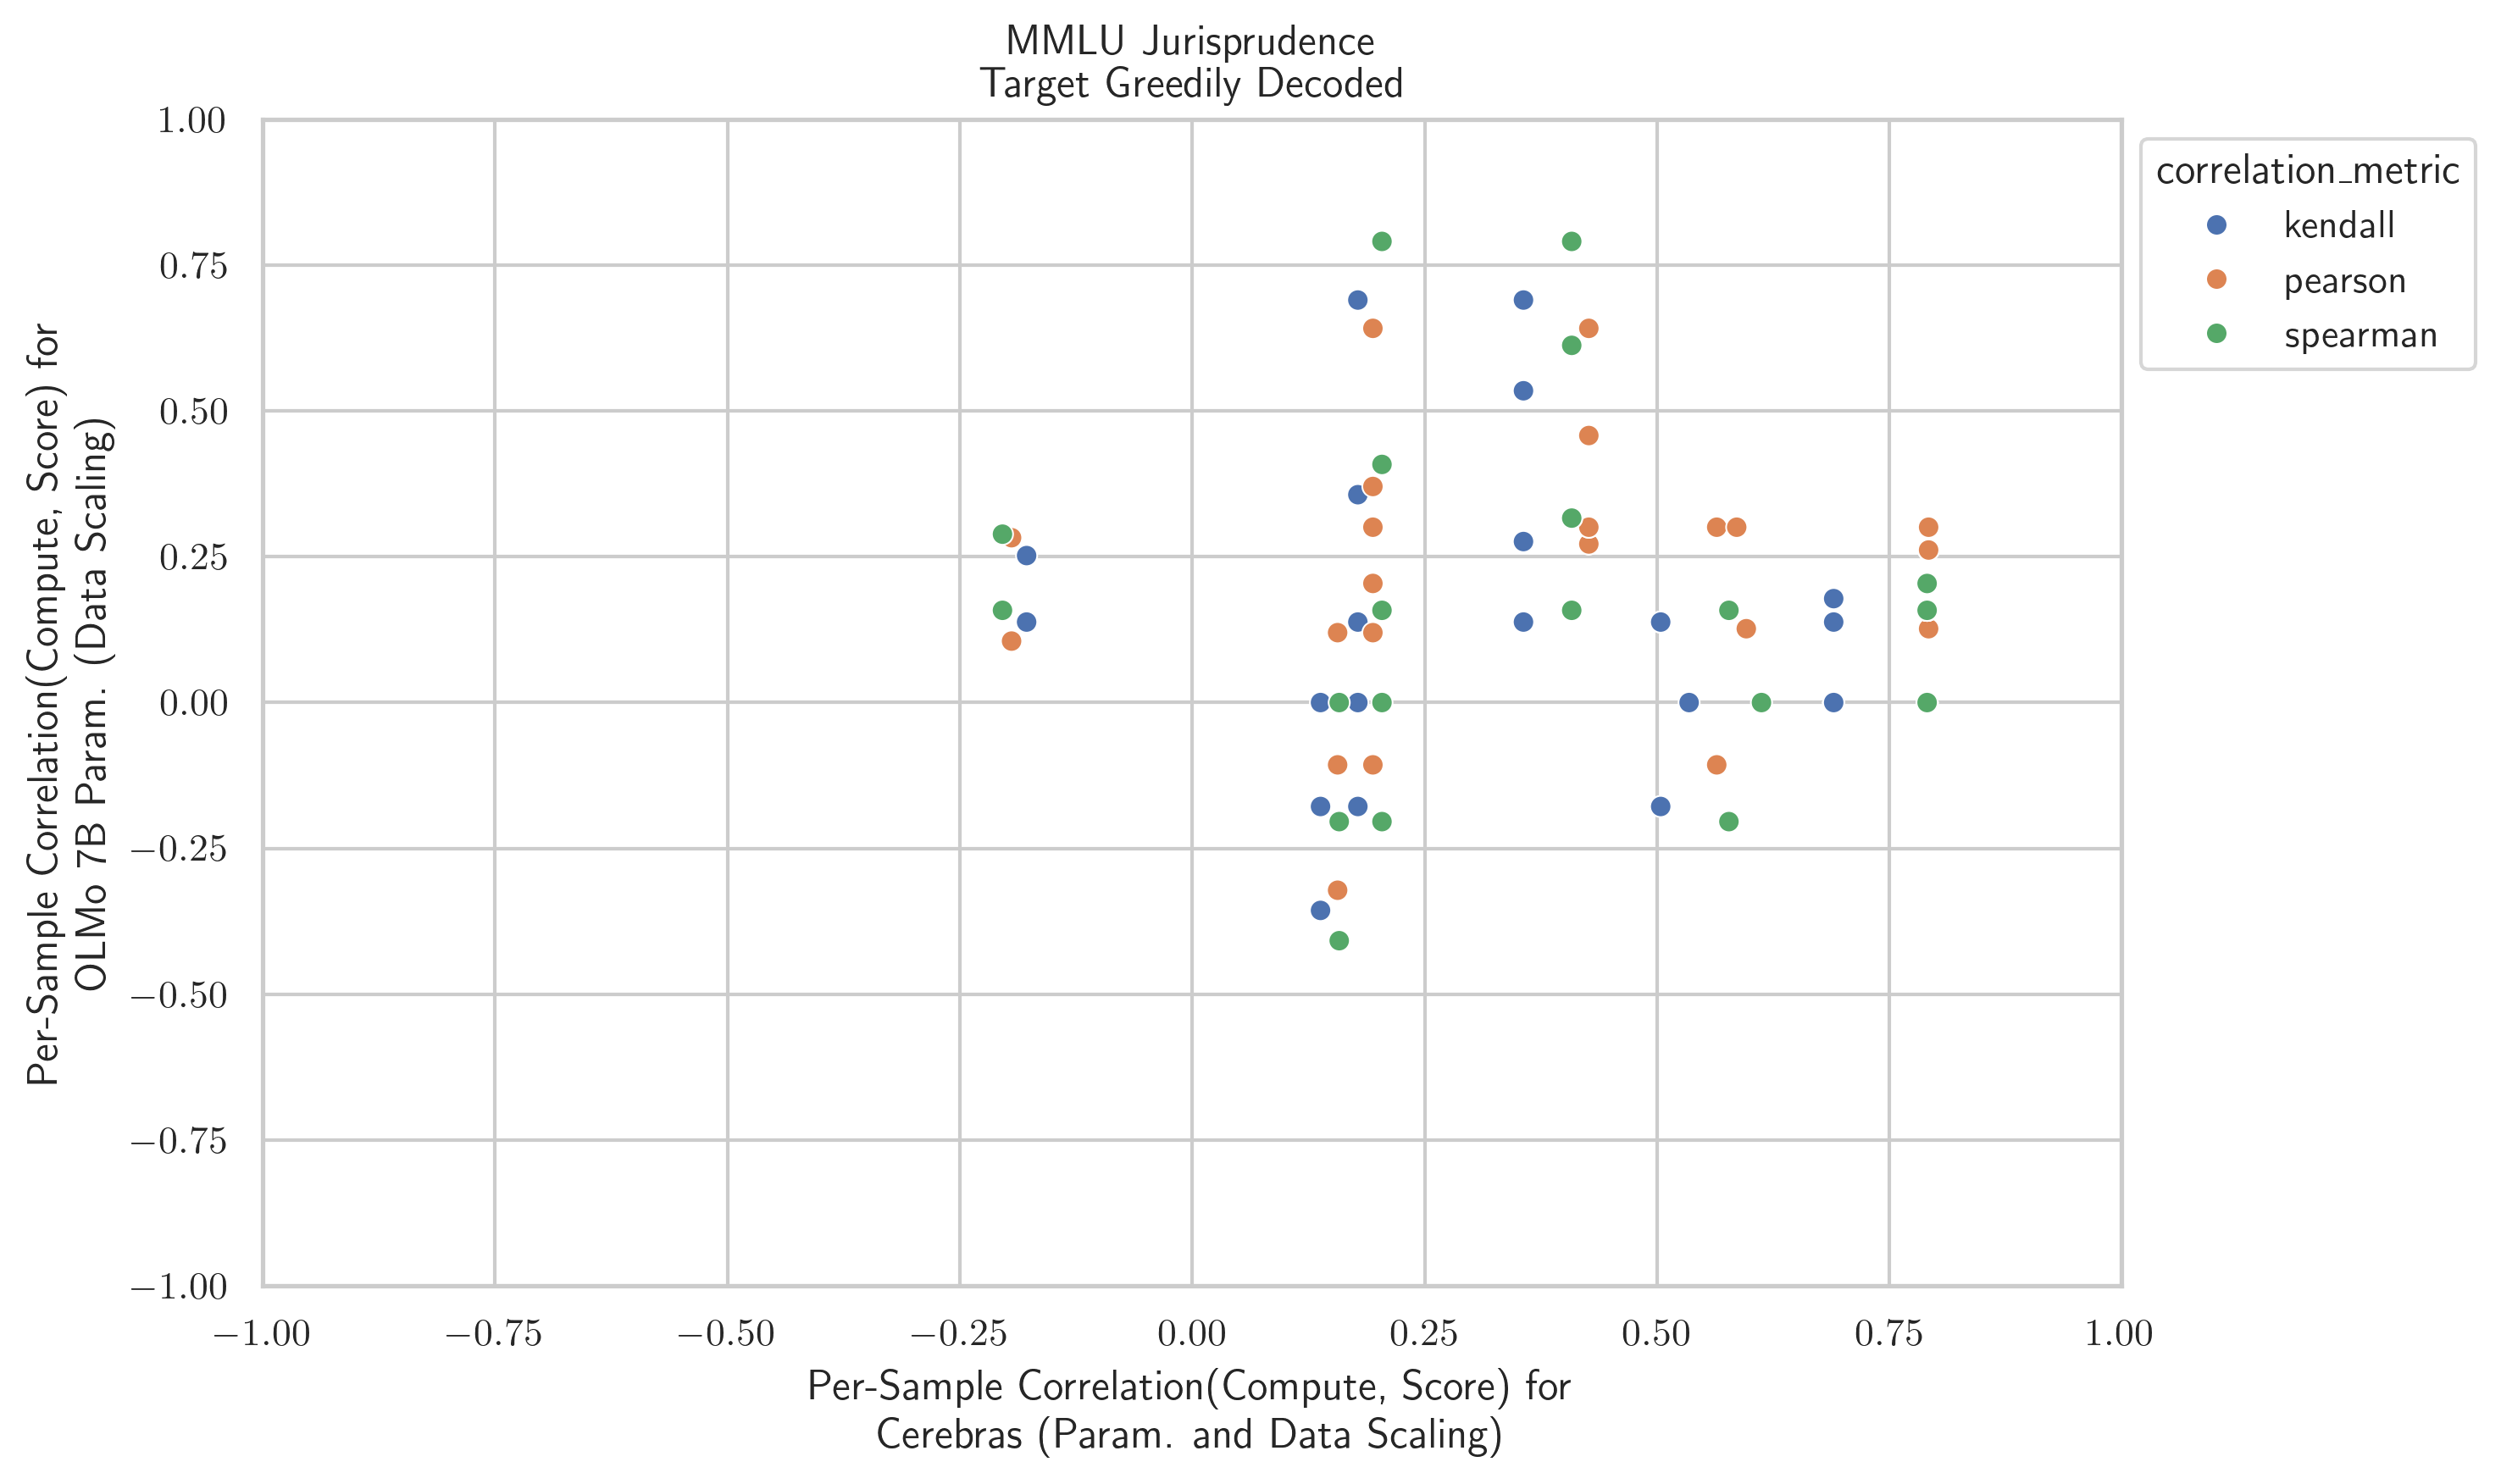 MMLU Jurisprudence
Target Greedily Decoded
1.00
0.75
0.50
0.25
0.00
−0.25
−0.50
−0.75
−1.00
Per-Sample Correlation(Compute, Score) for
OLMo 7B Param. (Data Scaling)
correlation_metric
kendall
pearson
spearman
−1.00 −0.75 −0.50 −0.25 0.00 0.25 0.50 0.75 1.00
Per-Sample Correlation(Compute, Score) for
Cerebras (Param. and Data Scaling)